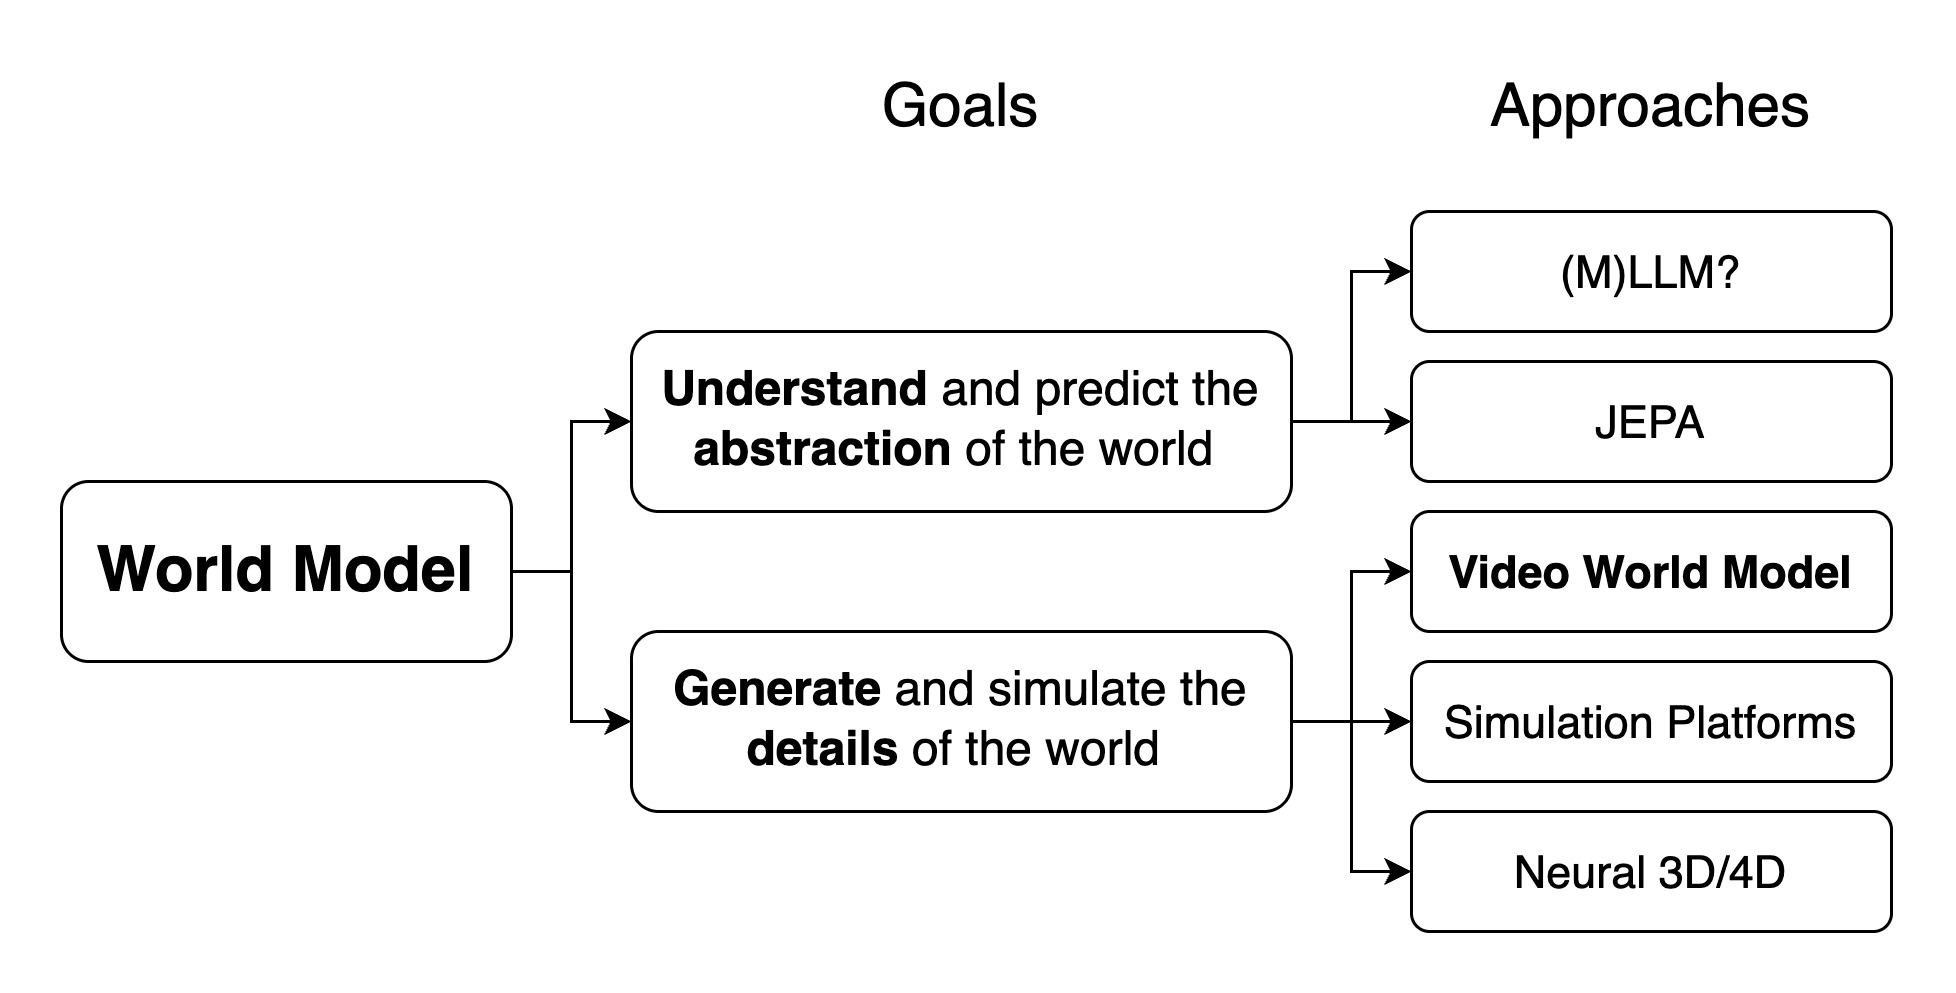 Goals
Approaches
World Model
Understand and predict the
abstraction of the world
Generate and simulate the
details of the world
(M)LLM?
JEPA
Video World Model
Simulation Platforms
Neural 3D/4D